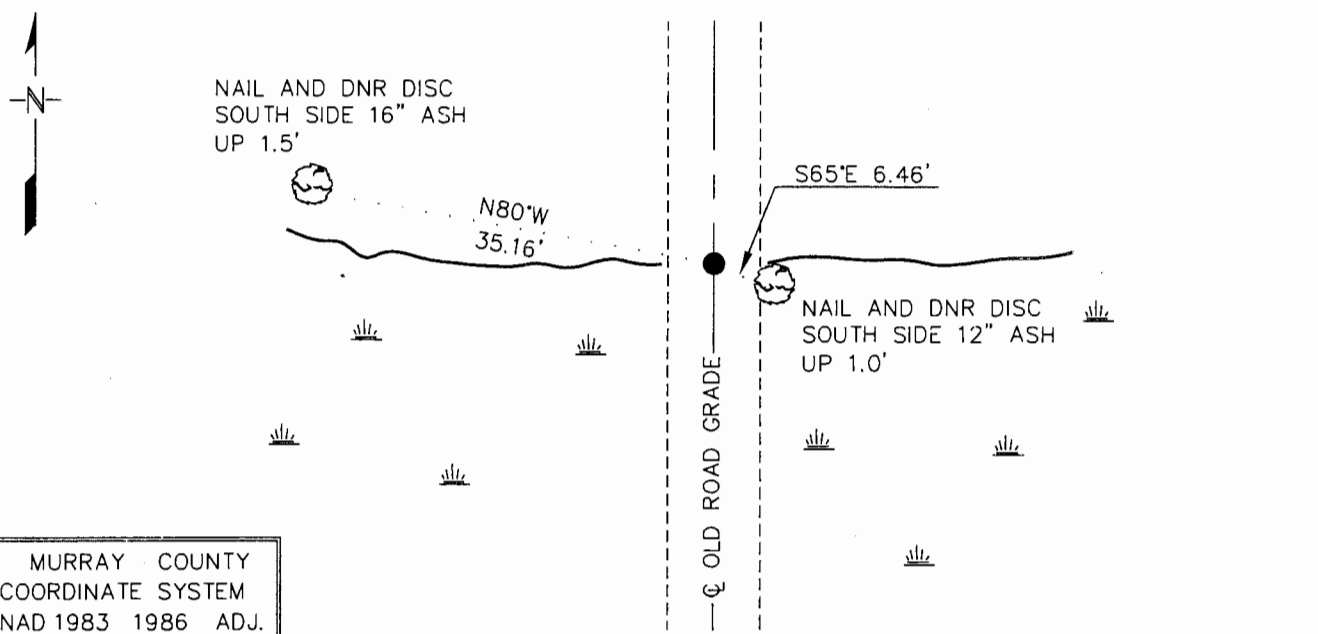 N
NAIL AND DNR DISC
SOUTH SIDE 16" ASH
UP 1.5'
S65°E 6.46'
N80°W
35.16'
NAIL AND DNR DISC
SOUTH SIDE 12" ASH
UP 1.0'
℄ OLD ROAD GRADE
MURRAY COUNTY
COORDINATE SYSTEM
NAD 1983 1986 ADJ.